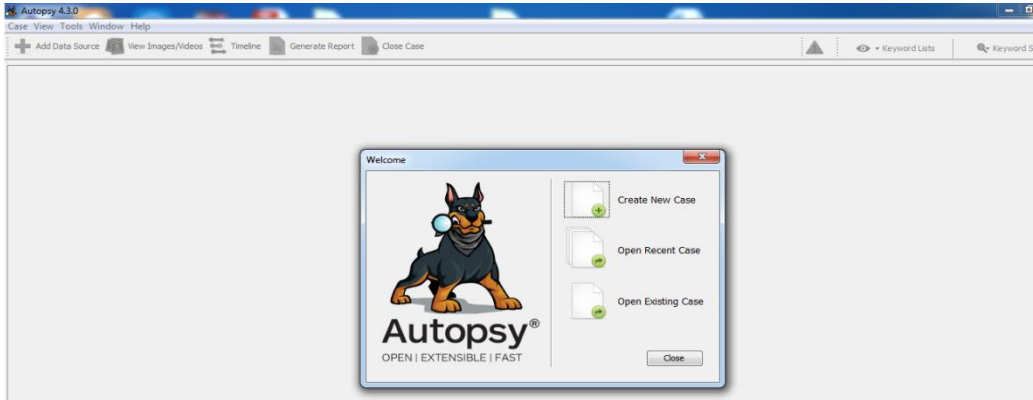 Autopsy 4.3.0
Case View Tools Window Help
Add Data Source View Images/Videos Timeline Generate Report Close Case Keyword Lists Keyword S
Welcome
Create New Case
Open Recent Case
Open Existing Case
Autopsy®
OPEN | EXTENSIBLE | FAST
Close